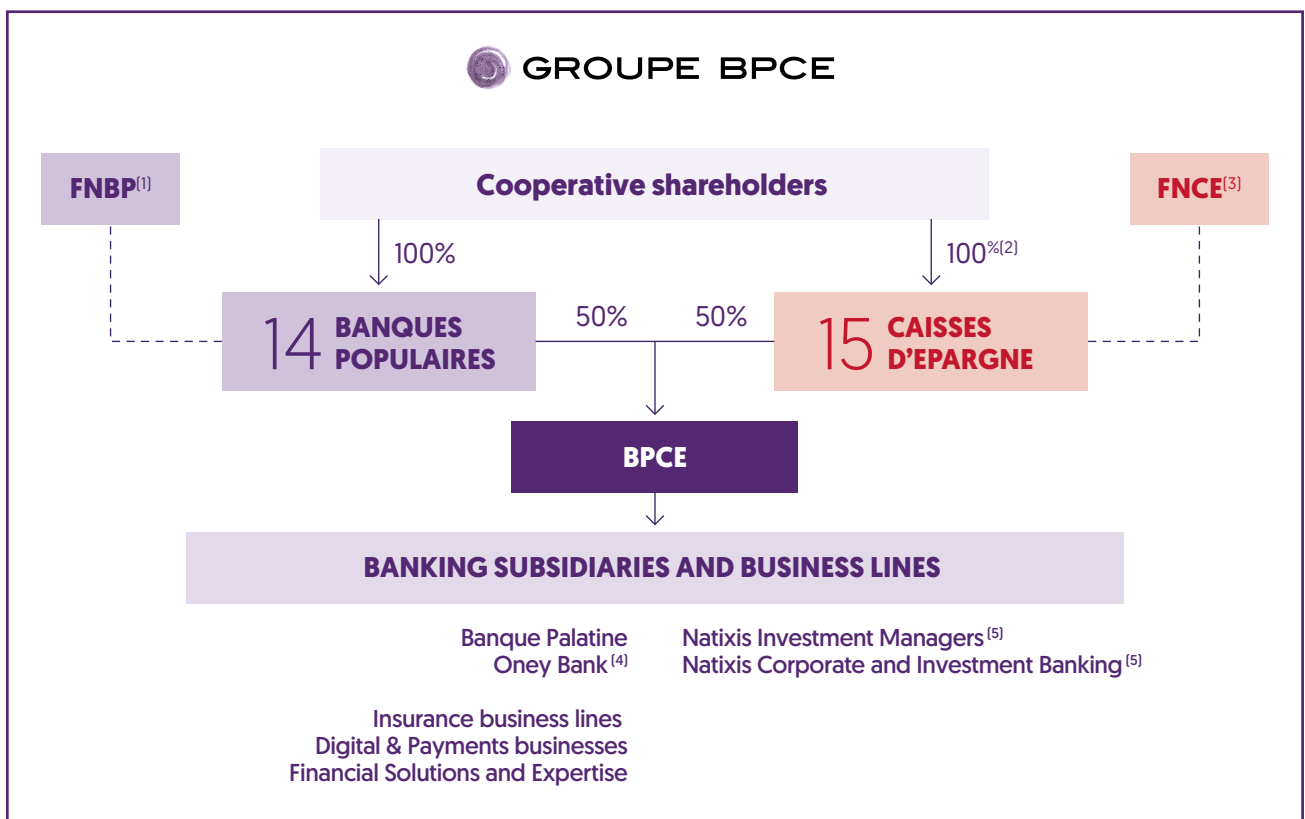 GROUPE BPCE
FNBP(1)
Cooperative shareholders
FNCE(3)
100%
100%(2)
14 BANQUES
POPULAIRES
50%
50%
15 CAISSES
D'EPARGNE
BPCE
BANKING SUBSIDIARIES AND BUSINESS LINES
Banque Palatine
Oney Bank (4)
Natixis Investment Managers (5)
Natixis Corporate and Investment Banking (5)
Insurance business lines
Digital & Payments businesses
Financial Solutions and Expertise